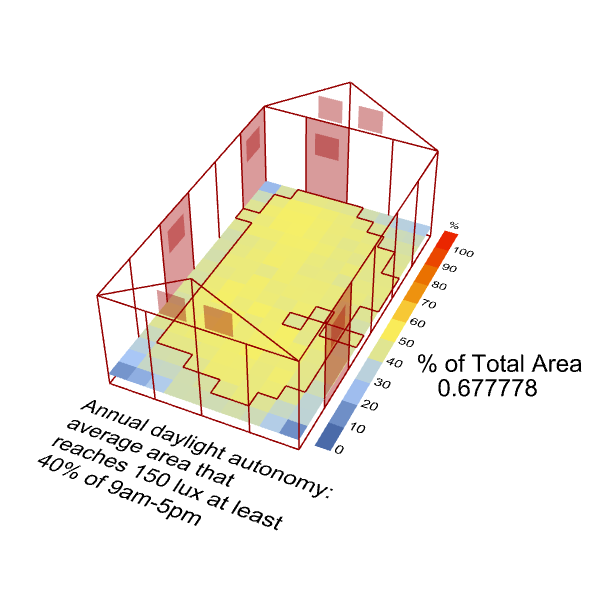 %
100
90
80
70
60
50
40
30
20
10
0
% of Total Area
0.677778
Annual daylight autonomy:
average area that
reaches 150 lux at least
40% of 9am-5pm